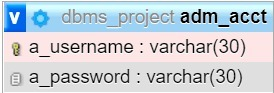 v dbms_project adm_acct
a_username : varchar(30)
a_password : varchar(30)